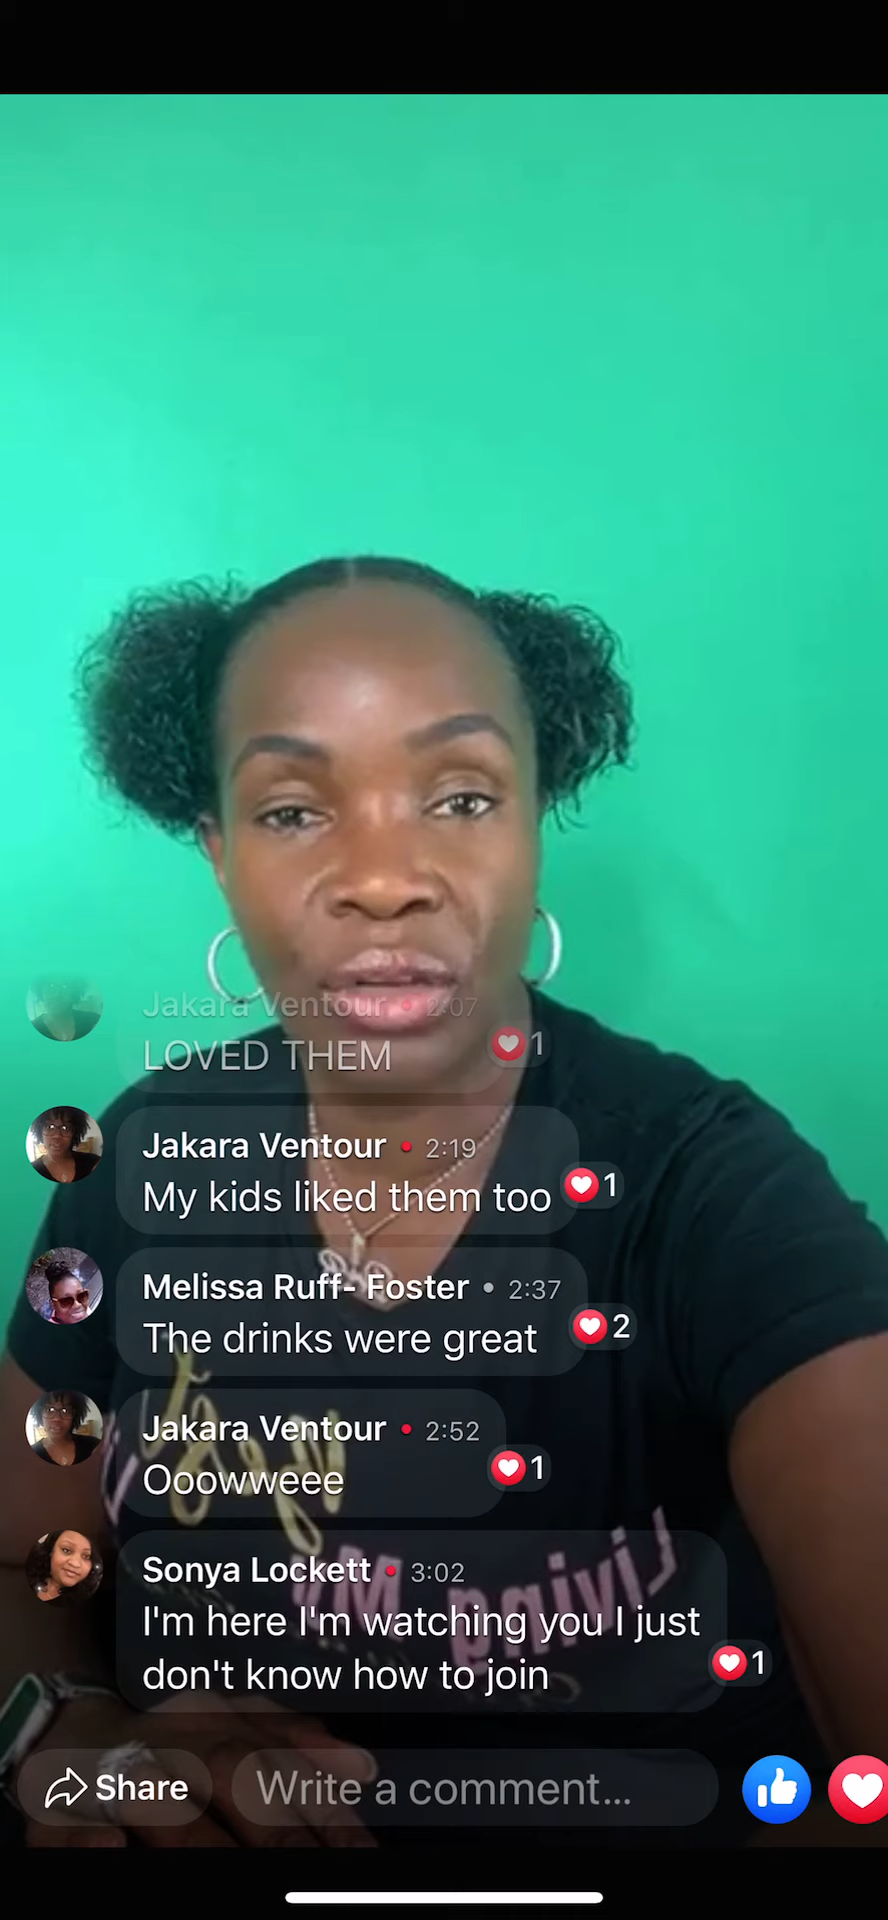 Jakara Ventour • 2:07
LOVED THEM
1
Jakara Ventour • 2:19
My kids liked them too
1
Melissa Ruff- Foster • 2:37
The drinks were great
2
Jakara Ventour • 2:52
Ooowweee
1
Sonya Lockett • 3:02
I'm here I'm watching you I just
don't know how to join
1
Living
Share
Write a comment...